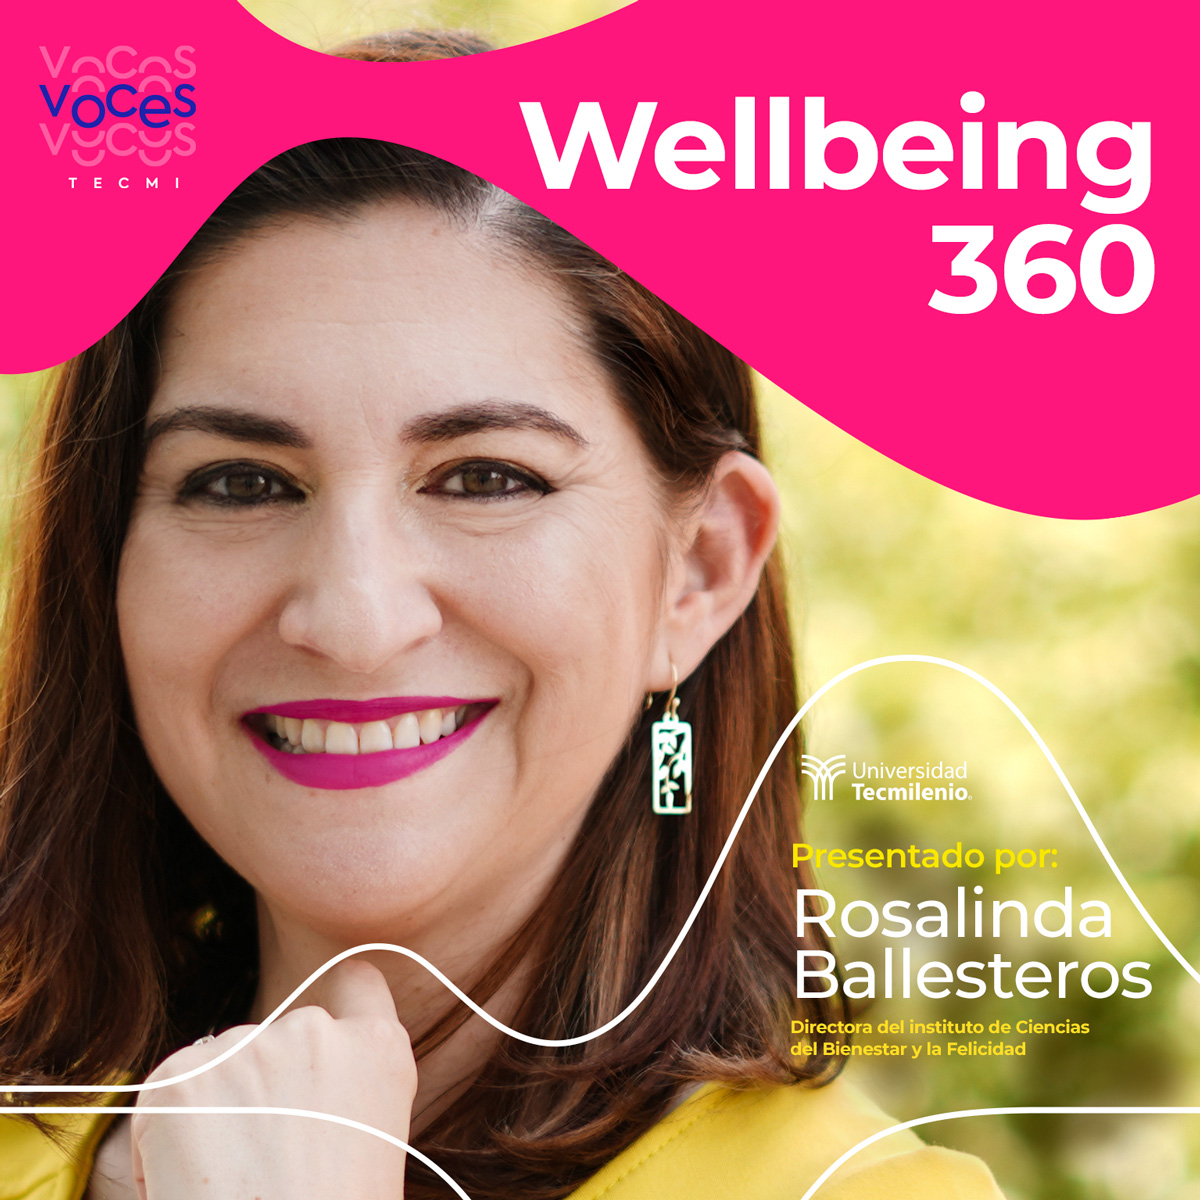 Voces
Voces
Voces
TECMI
Wellbeing
360
Universidad
Tecmilenio
Presentado por:
Rosalinda
Ballesteros
Directora del instituto de Ciencias
del Bienestar y la Felicidad